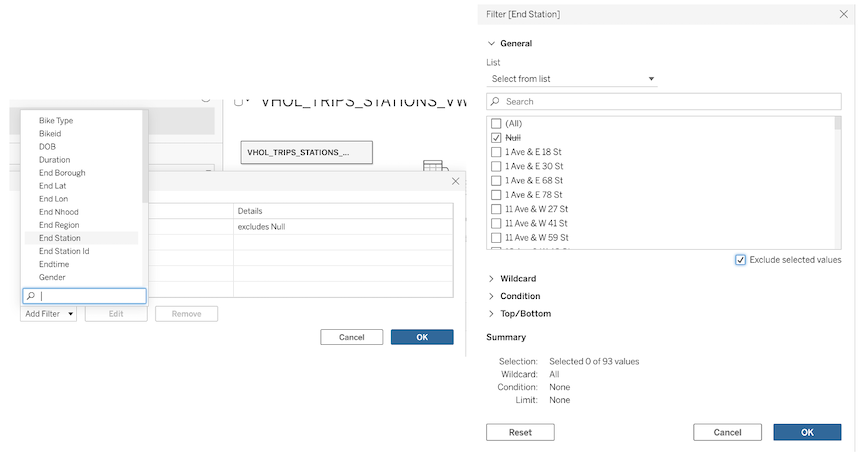 VHOL_TRIPS_STATIONS_VW
VHOL_TRIPS_STATIONS_...
Bike Type
Bikeid
DOB
Duration
End Borough
End Lat
End Lon
End Nhood
End Region
End Station
End Station Id
Endtime
Gender
Details
excludes Null
Add Filter
Edit
Remove
Cancel
OK
Filter [End Station]
General
List
Select from list
Search
(All)
Null
1 Ave & E 18 St
1 Ave & E 30 St
1 Ave & E 68 St
1 Ave & E 78 St
11 Ave & W 27 St
11 Ave & W 41 St
11 Ave & W 59 St
Exclude selected values
Wildcard
Condition
Top/Bottom
Summary
Selection: Selected 0 of 93 values
Wildcard: All
Condition: None
Limit: None
Reset
Cancel
OK